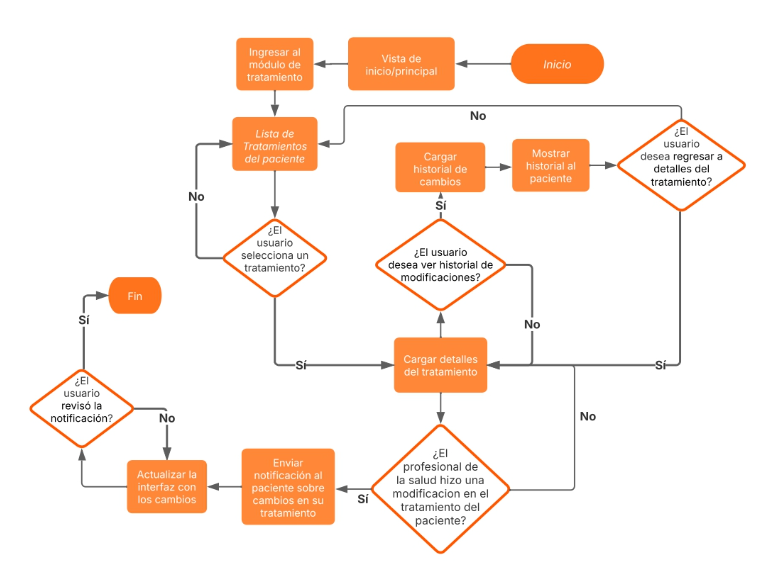 Inicio
Vista de
inicio/principal
Ingresar al
módulo de
tratamiento
Lista de
Tratamientos
del paciente
No
¿El
usuario
selecciona un
tratamiento?
Sí
Cargar detalles
del tratamiento
¿El usuario
desea ver historial de
modificaciones?
No
Sí
Cargar
historial de
cambios
Mostrar
historial al
paciente
¿El
usuario
desea regresar a
detalles del
tratamiento?
No
Sí
¿El
profesional de
la salud hizo una
modificacion en el
tratamiento del
paciente?
No
Sí
Enviar
notificación al
paciente sobre
cambios en su
tratamiento
Actualizar la
interfaz con
los cambios
¿El
usuario
revisó la
notificación?
No
Sí
Fin